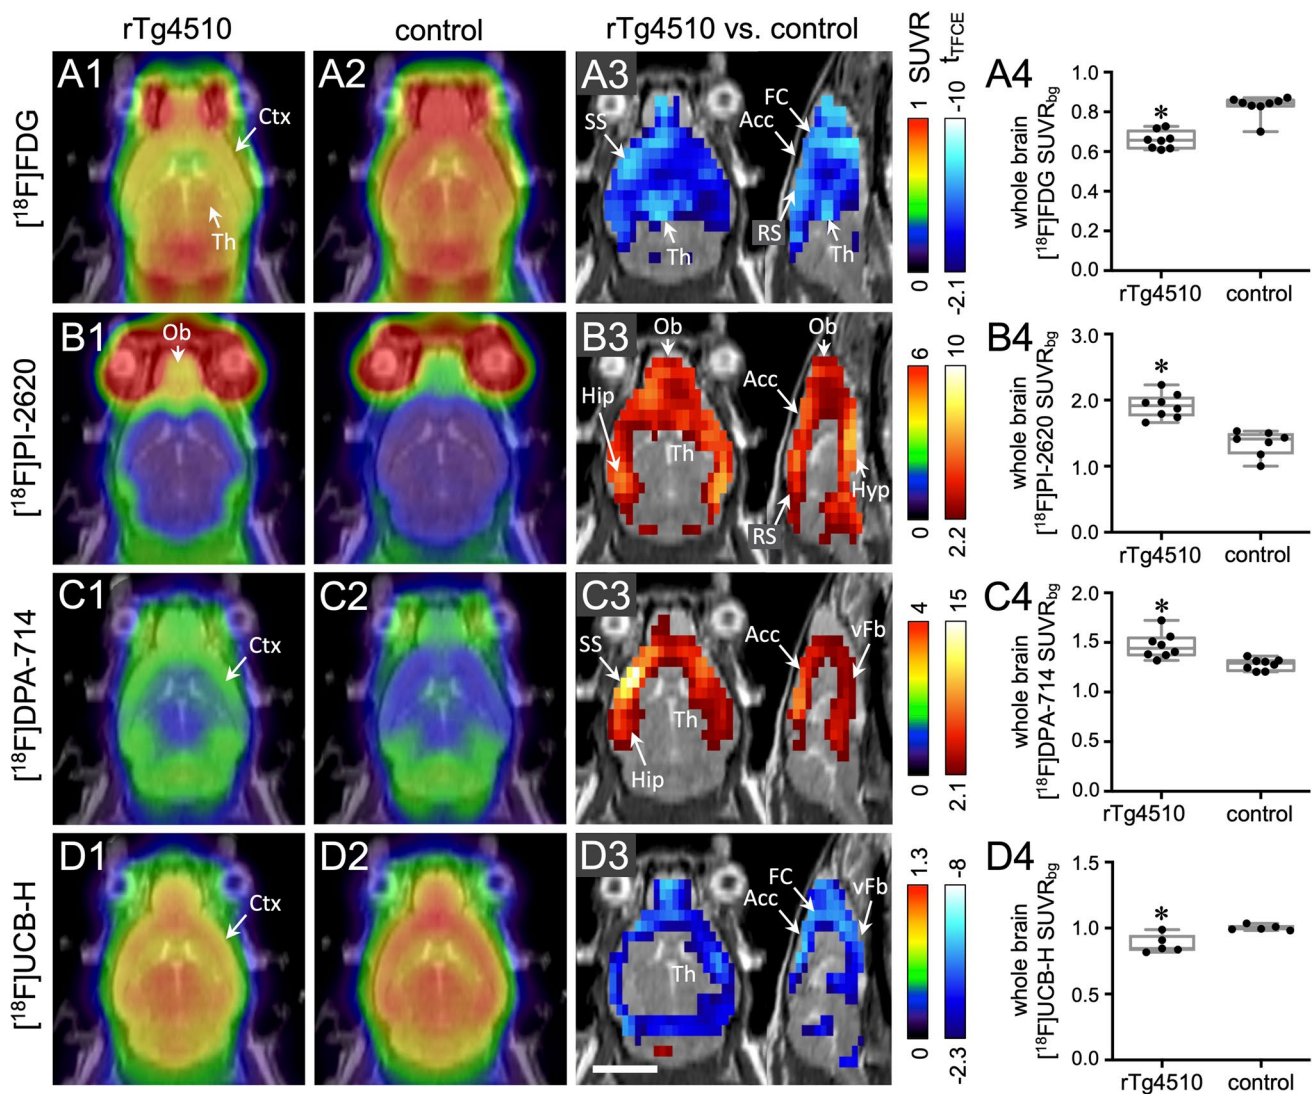 rTg4510 control rTg4510 vs. control SUVR tTFCE
[18F]FDG
A1
Ctx
Th
A2
A3
FC
Acc
SS
RS
Th
Th
1 -10
0 -2.1
A4
whole brain
[18F]FDG SUVRbg
1.0
0.8
0.6
0.4
0.2
0.0
*
rTg4510 control
[18F]PI-2620
B1
Ob
B2
B3
Ob
Ob
Acc
Hip
Th
Hyp
RS
6 10
0 2.2
B4
whole brain
[18F]PI-2620 SUVRbg
3.0
2.0
1.0
0.0
*
rTg4510 control
[18F]DPA-714
C1
Ctx
C2
C3
Acc
vFb
SS
Th
Hip
4 15
0 2.1
C4
whole brain
[18F]DPA-714 SUVRbg
2.0
1.5
1.0
0.5
0.0
*
rTg4510 control
[18F]UCB-H
D1
Ctx
D2
D3
FC
Acc
vFb
Th
1.3 -8
0 -2.3
D4
whole brain
[18F]UCB-H SUVRbg
1.5
1.0
0.5
0.0
*
rTg4510 control